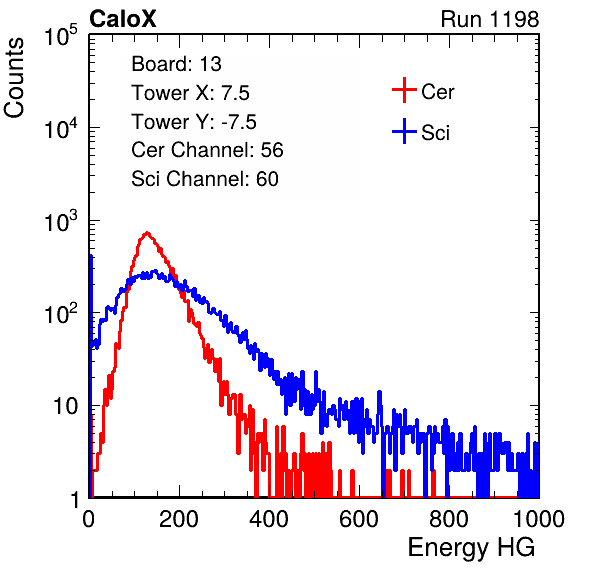 CaloX Run 1198
Counts
Board: 13
Tower X: 7.5
Tower Y: -7.5
Cer Channel: 56
Sci Channel: 60
Cer
Sci
10^5
10^4
10^3
10^2
10
1
0 200 400 600 800 1000
Energy HG